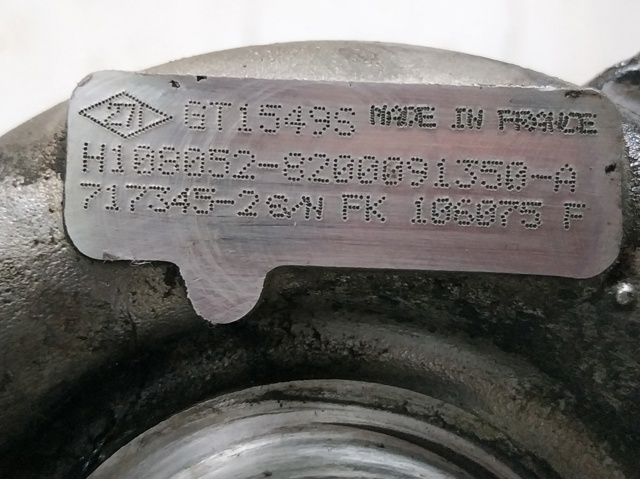 GT1549S MADE IN FRANCE
H108052-8200091350-A
717345-2 S/N FK 106075 F